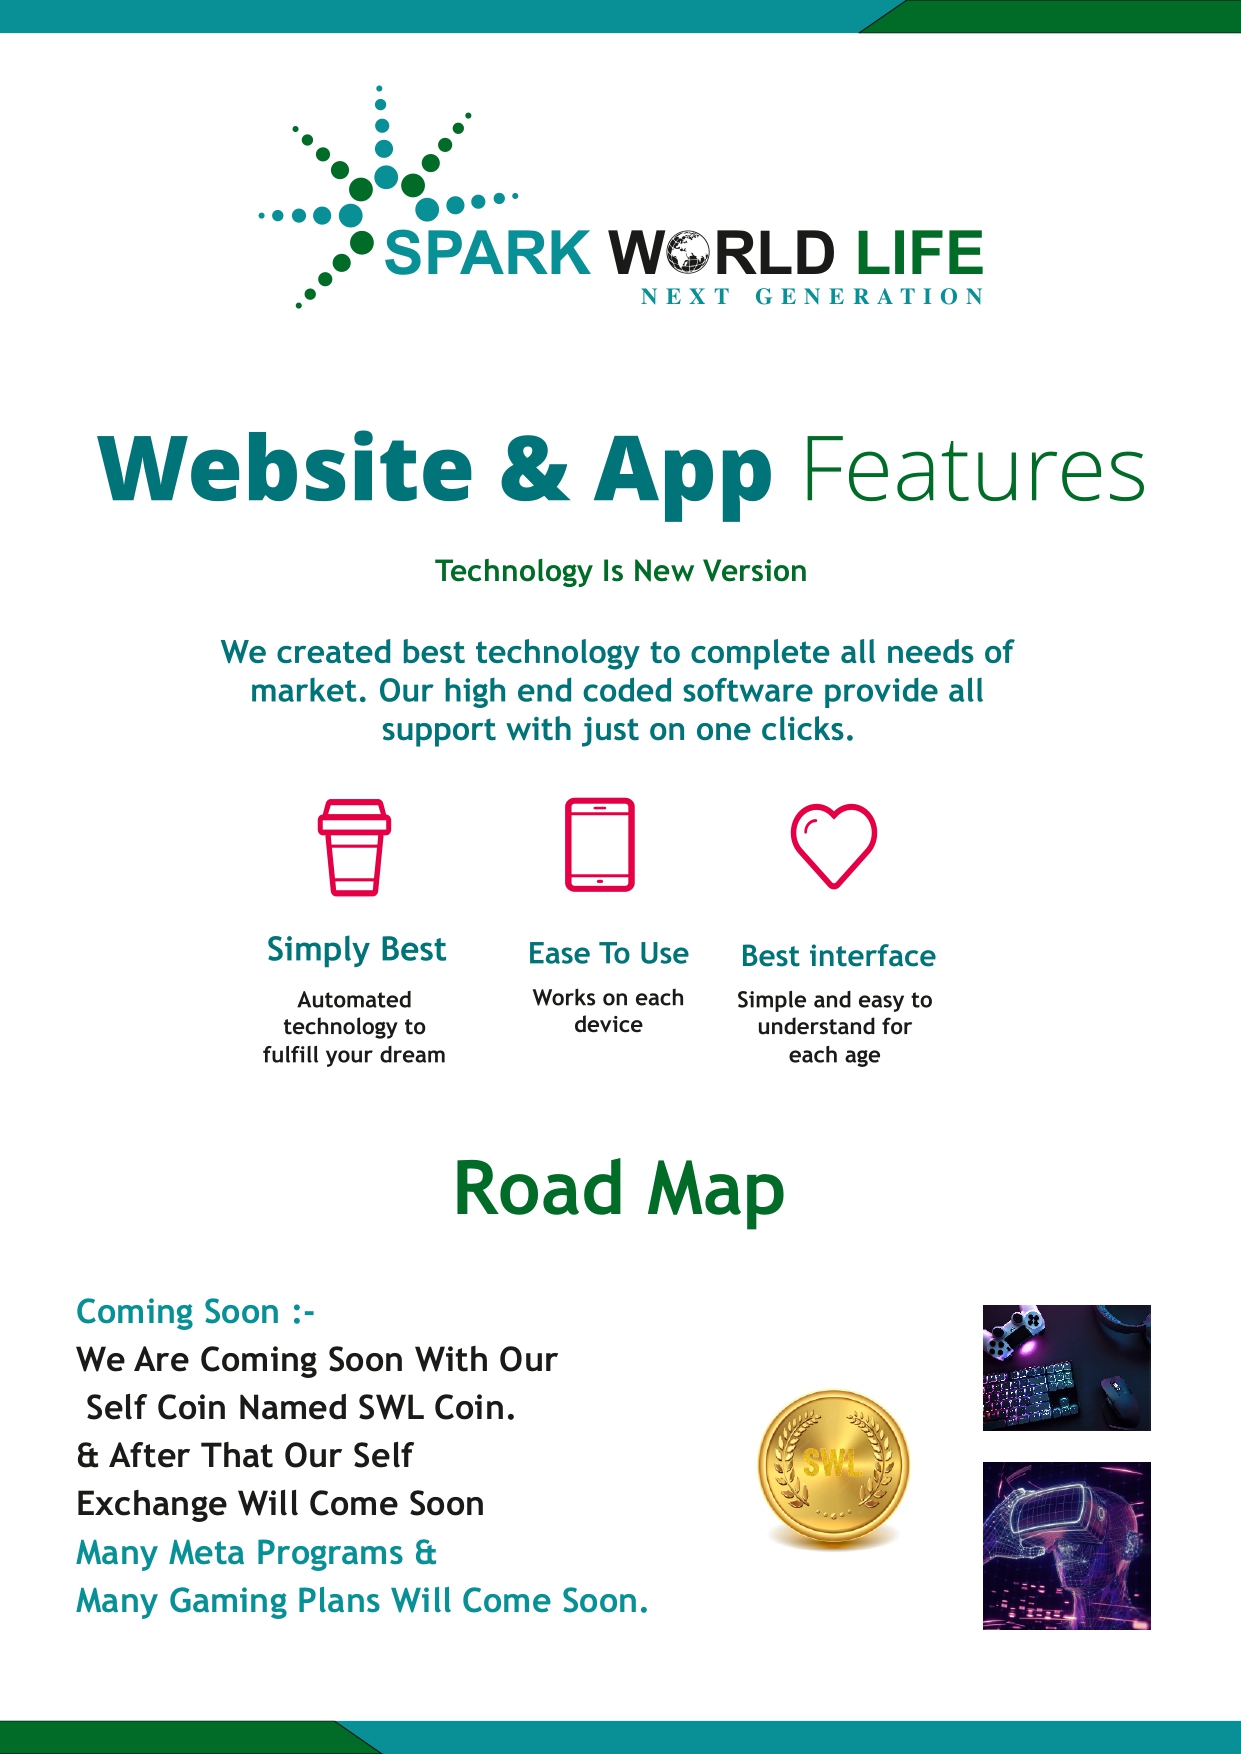 SPARK WORLD LIFE
NEXT GENERATION
Website & App Features
Technology Is New Version
We created best technology to complete all needs of
market. Our high end coded software provide all
support with just on one clicks.
Simply Best
Automated
technology to
fulfill your dream
Ease To Use
Works on each
device
Best interface
Simple and easy to
understand for
each age
Road Map
Coming Soon :-
We Are Coming Soon With Our
Self Coin Named SWL Coin.
& After That Our Self
Exchange Will Come Soon
Many Meta Programs &
Many Gaming Plans Will Come Soon.
SWL